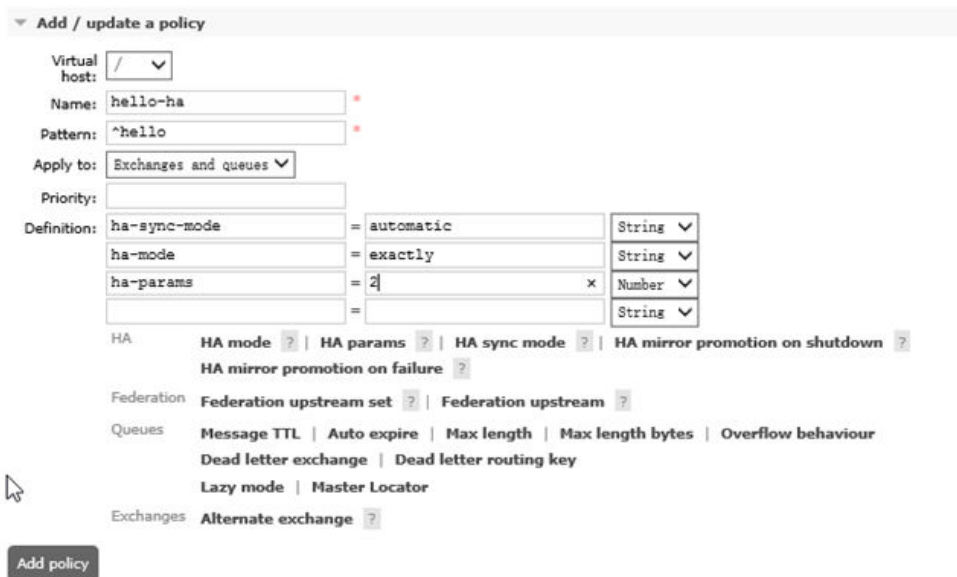 Add / update a policy
Virtual host: /
Name: hello-ha *
Pattern: ^hello *
Apply to: Exchanges and queues
Priority:
Definition: ha-sync-mode = automatic String
ha-mode = exactly String
ha-params = 2 × Number
= String
HA HA mode ? | HA params ? | HA sync mode ? | HA mirror promotion on shutdown ?
HA mirror promotion on failure ?
Federation Federation upstream set ? | Federation upstream ?
Queues Message TTL | Auto expire | Max length | Max length bytes | Overflow behaviour
Dead letter exchange | Dead letter routing key
Lazy mode | Master Locator
Exchanges Alternate exchange ?
Add policy